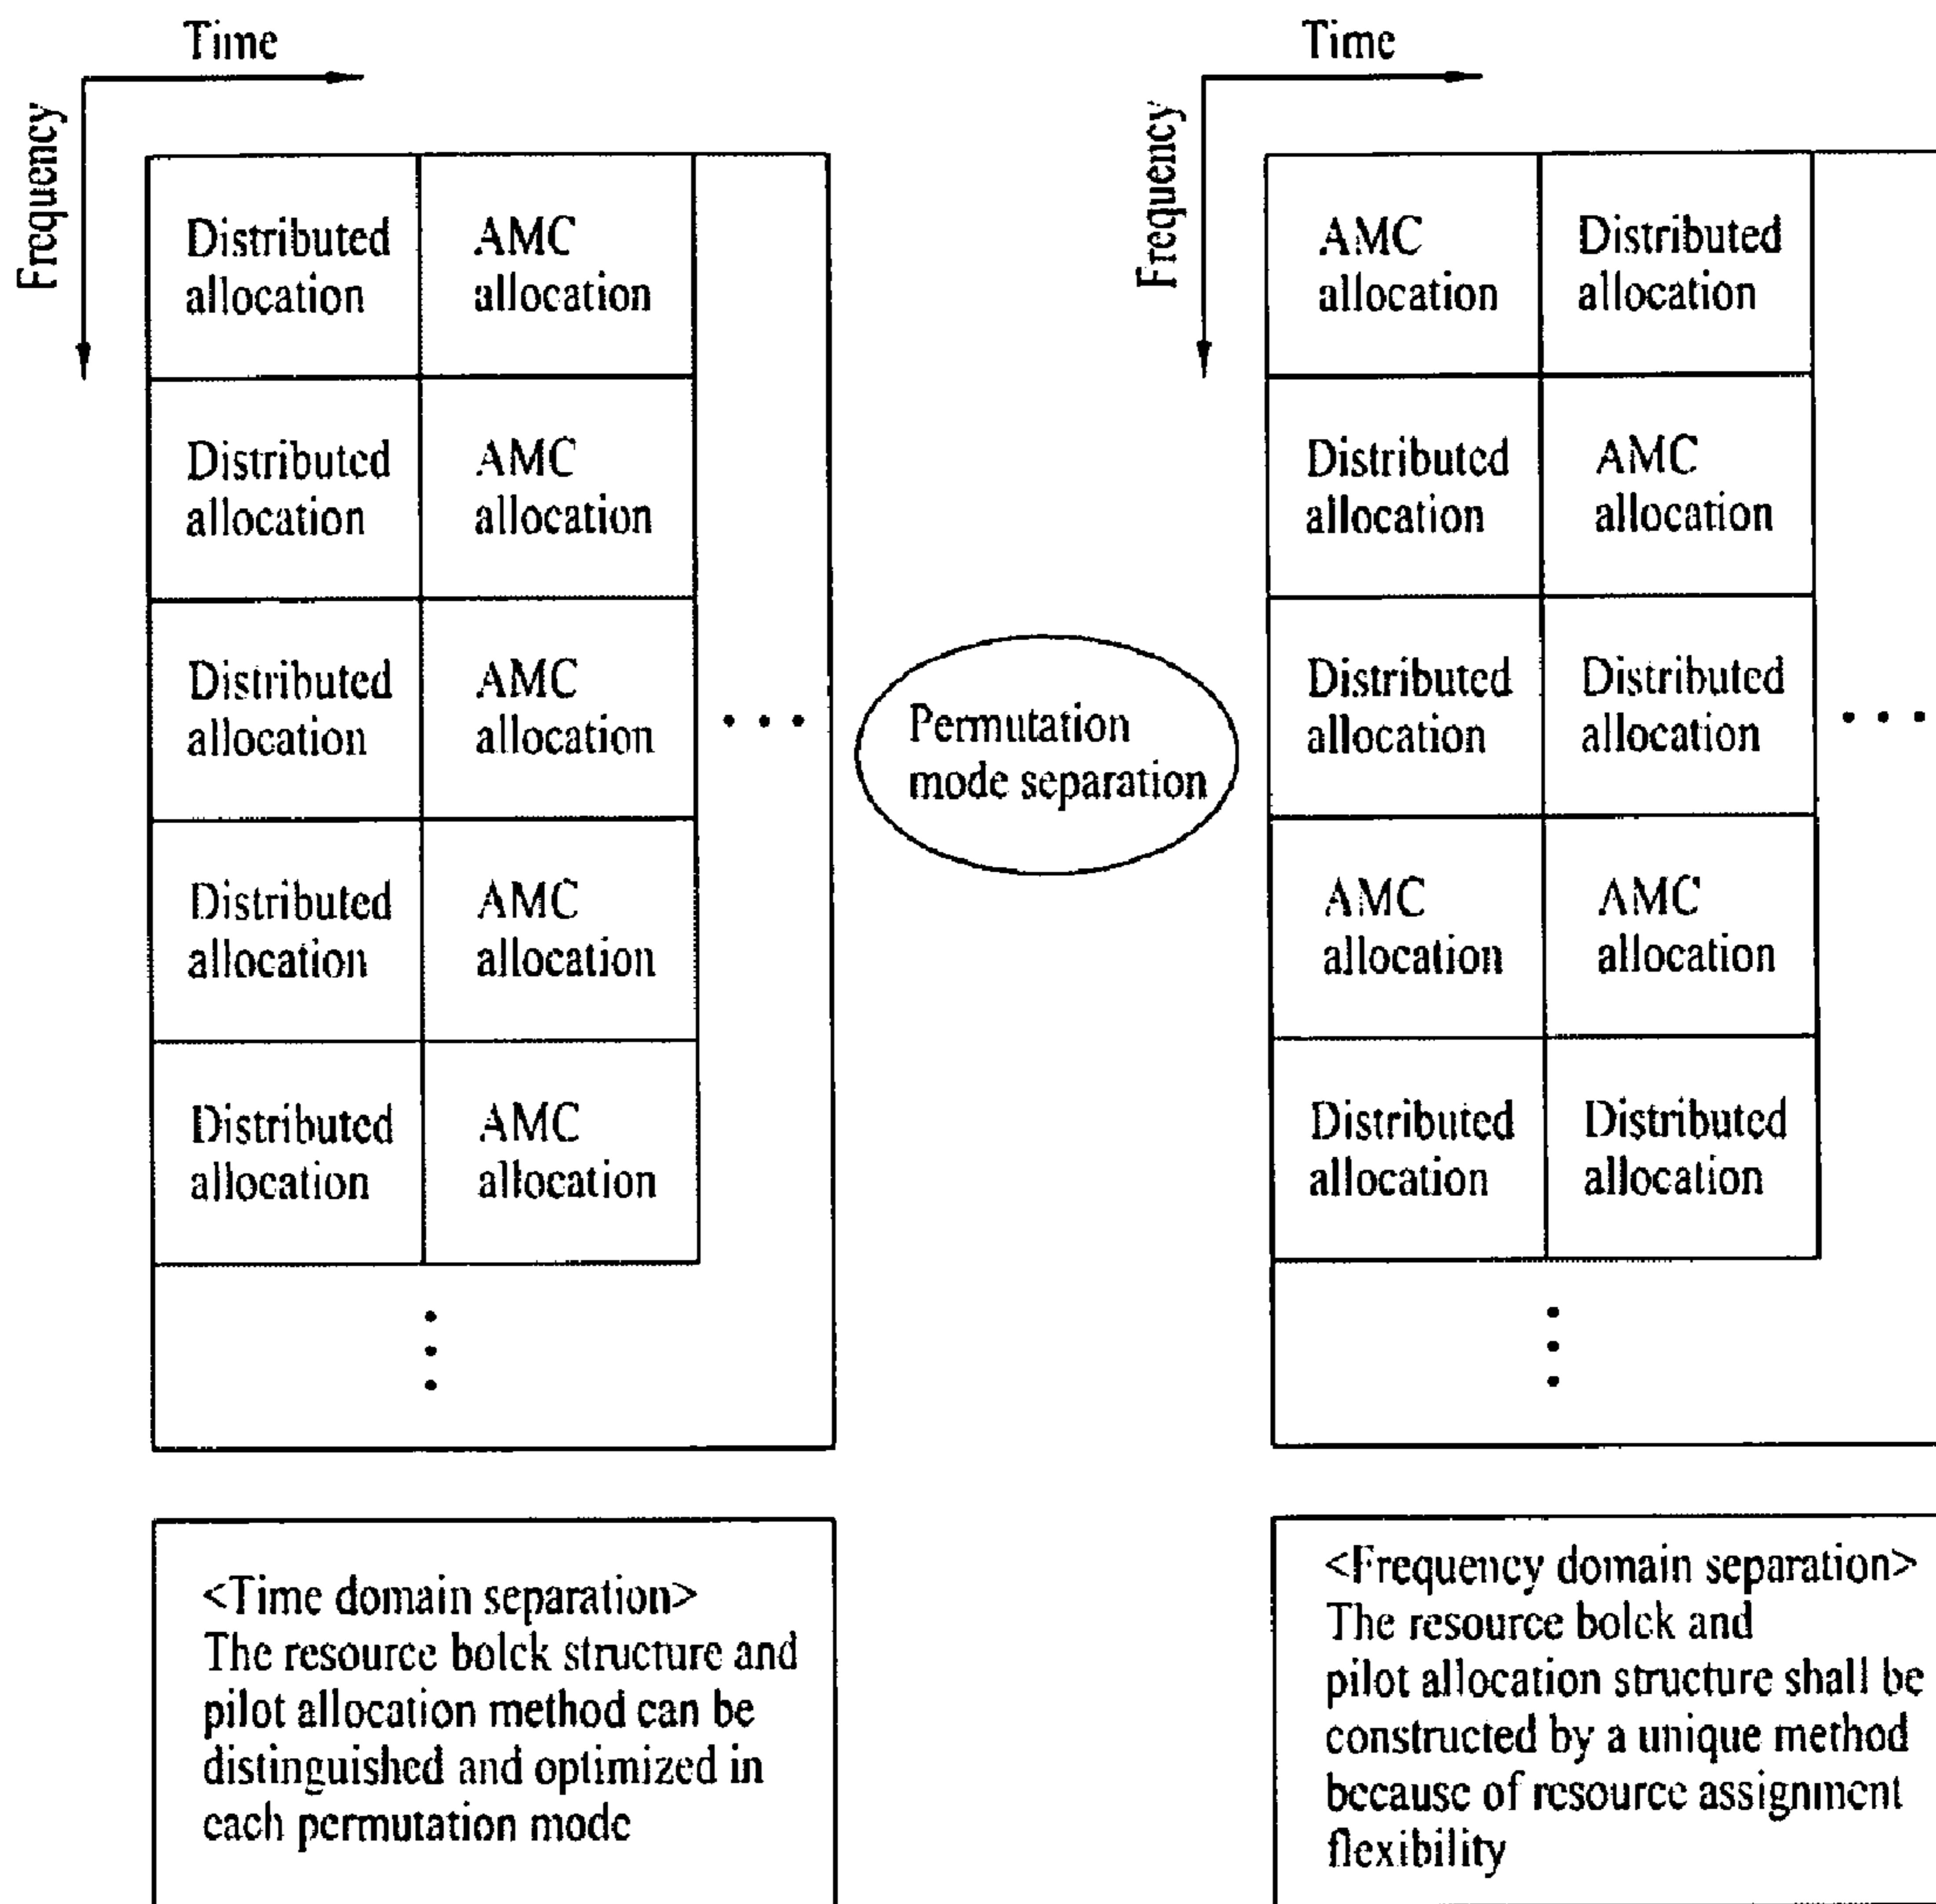 Time
Frequency
Distributed
allocation
AMC
allocation
Distributed
allocation
AMC
allocation
Distributed
allocation
AMC
allocation
Distributed
allocation
AMC
allocation
Distributed
allocation
AMC
allocation
<Time domain separation>
The resource bolck structure and
pilot allocation method can be
distinguished and optimized in
each permutation mode
Permutation
mode separation
Time
Frequency
AMC
allocation
Distributed
allocation
Distributed
allocation
AMC
allocation
Distributed
allocation
Distributed
allocation
AMC
allocation
AMC
allocation
Distributed
allocation
Distributed
allocation
<Frequency domain separation>
The resource bolck and
pilot allocation structure shall be
constructed by a unique method
because of resource assignment
flexibility